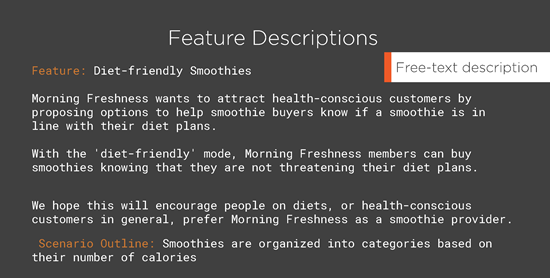 Feature Descriptions
Free-text description
Feature: Diet-friendly Smoothies
Morning Freshness wants to attract health-conscious customers by
proposing options to help smoothie buyers know if a smoothie is in
line with their diet plans.
With the 'diet-friendly' mode, Morning Freshness members can buy
smoothies knowing that they are not threatening their diet plans.
We hope this will encourage people on diets, or health-conscious
customers in general, prefer Morning Freshness as a smoothie provider.
Scenario Outline: Smoothies are organized into categories based on
their number of calories